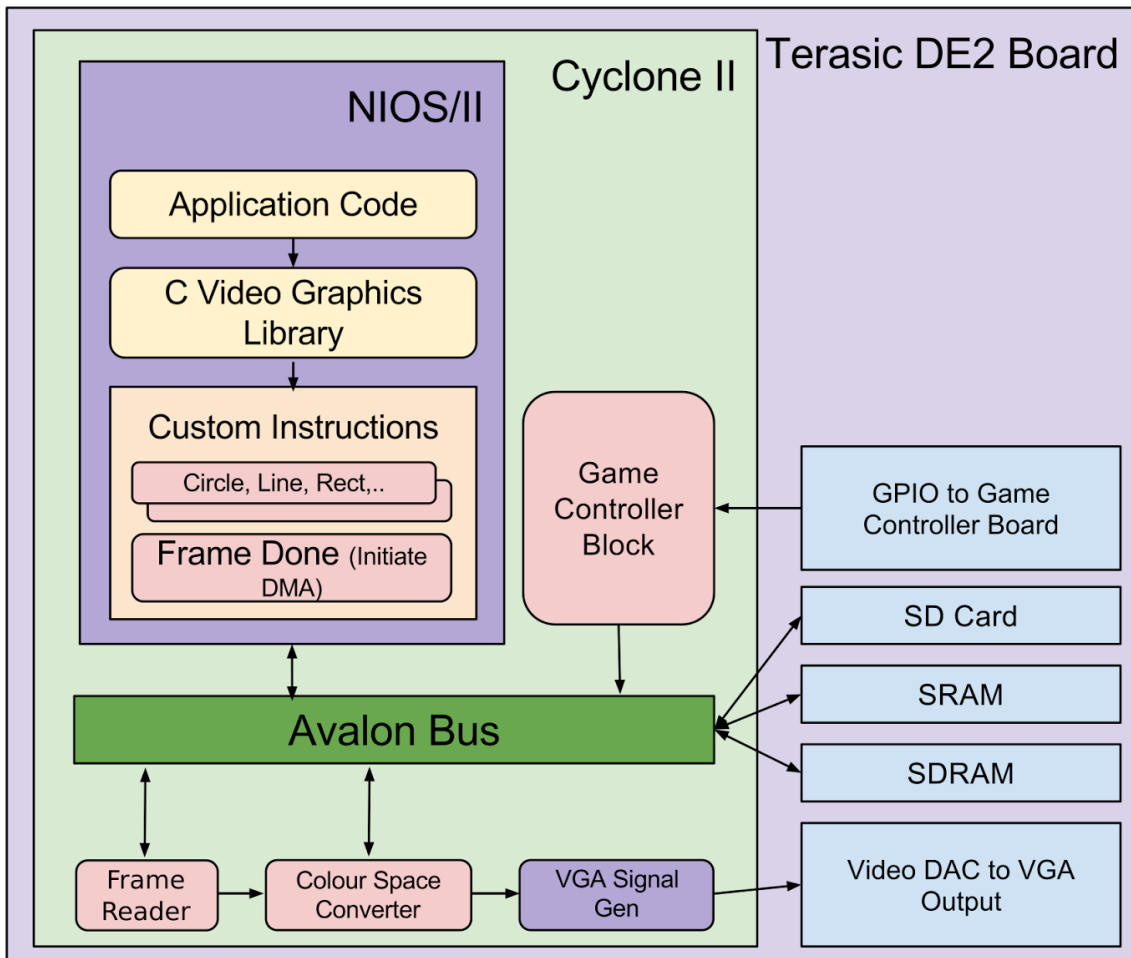 Terasic DE2 Board
Cyclone II
NIOS/II
Application Code
C Video Graphics
Library
Custom Instructions
Circle, Line, Rect,..
Frame Done (Initiate
DMA)
Game
Controller
Block
GPIO to Game
Controller Board
SD Card
SRAM
SDRAM
Avalon Bus
Frame
Reader
Colour Space
Converter
VGA Signal
Gen
Video DAC to VGA
Output